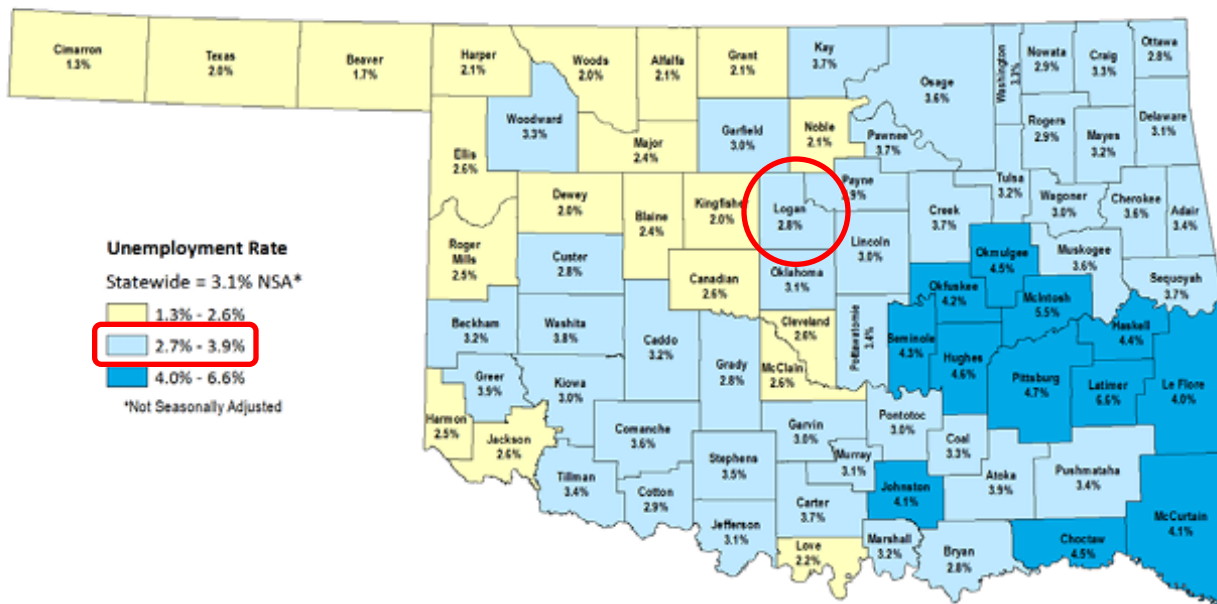 Cimarron
1.3%
Texas
2.0%
Beaver
1.7%
Harper
2.1%
Woods
2.0%
Alfalfa
2.1%
Grant
2.1%
Kay
3.7%
Osage
3.6%
Washington
3.3%
Nowata
2.9%
Craig
3.3%
Ottawa
2.8%
Woodward
3.3%
Garfield
3.0%
Noble
2.1%
Pawnee
3.7%
Rogers
2.9%
Mayes
3.2%
Delaware
3.1%
Ellis
2.6%
Major
2.4%
Dewey
2.0%
Blaine
2.4%
Kingfisher
2.0%
Logan
2.8%
Payne
2.9%
Creek
3.7%
Tulsa
3.2%
Wagoner
3.0%
Cherokee
3.6%
Adair
3.4%
Roger
Mills
2.5%
Custer
2.8%
Canadian
2.6%
Oklahoma
3.1%
Lincoln
3.0%
Okmulgee
4.5%
Muskogee
3.6%
Sequoyah
3.7%
Unemployment Rate
Statewide = 3.1% NSA*
1.3% - 2.6%
2.7% - 3.9%
4.0% - 6.6%
*Not Seasonally Adjusted
Beckham
3.2%
Washita
3.8%
Caddo
3.2%
Grady
2.8%
Cleveland
2.6%
McClain
2.6%
Pottawatomie
3.4%
Seminole
4.3%
Okfuskee
4.2%
Hughes
4.6%
McIntosh
5.5%
Haskell
4.4%
Pittsburg
4.7%
Latimer
6.6%
Le Flore
4.0%
Greer
3.9%
Kiowa
3.0%
Harmon
2.5%
Jackson
2.6%
Comanche
3.6%
Tillman
3.4%
Cotton
2.9%
Stephens
3.5%
Jefferson
3.1%
Garvin
3.0%
Murray
3.1%
Carter
3.7%
Love
2.2%
Pontotoc
3.0%
Coal
3.3%
Johnston
4.1%
Marshall
3.2%
Atoka
3.9%
Bryan
2.8%
Pushmataha
3.4%
Choctaw
4.5%
McCurtain
4.1%